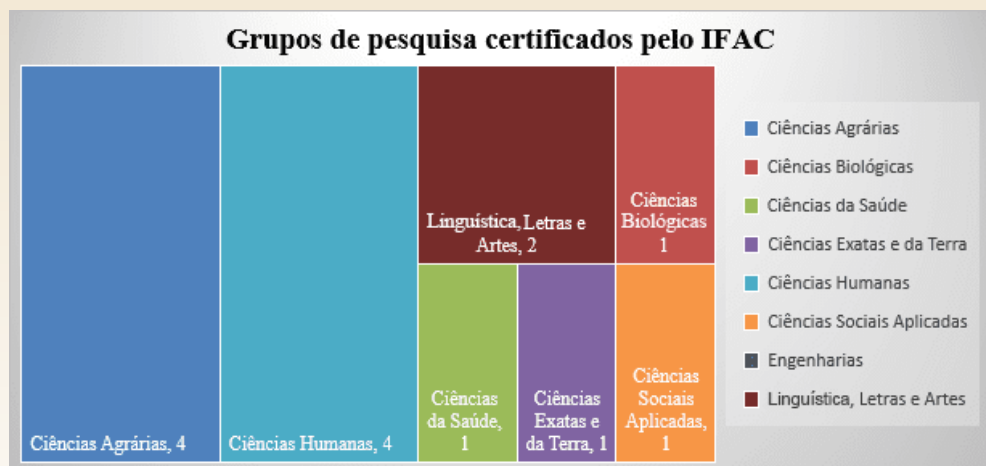 Grupos de pesquisa certificados pelo IFAC
Ciências Agrárias, 4
Ciências Humanas, 4
Linguística, Letras e
Artes, 2
Ciências
Biológicas
1
Ciências
da Saúde,
1
Ciências
Exatas e
da Terra, 1
Ciências
Sociais
Aplicadas,
1
Ciências Agrárias
Ciências Biológicas
Ciências da Saúde
Ciências Exatas e da Terra
Ciências Humanas
Ciências Sociais Aplicadas
Engenharias
Linguística, Letras e Artes